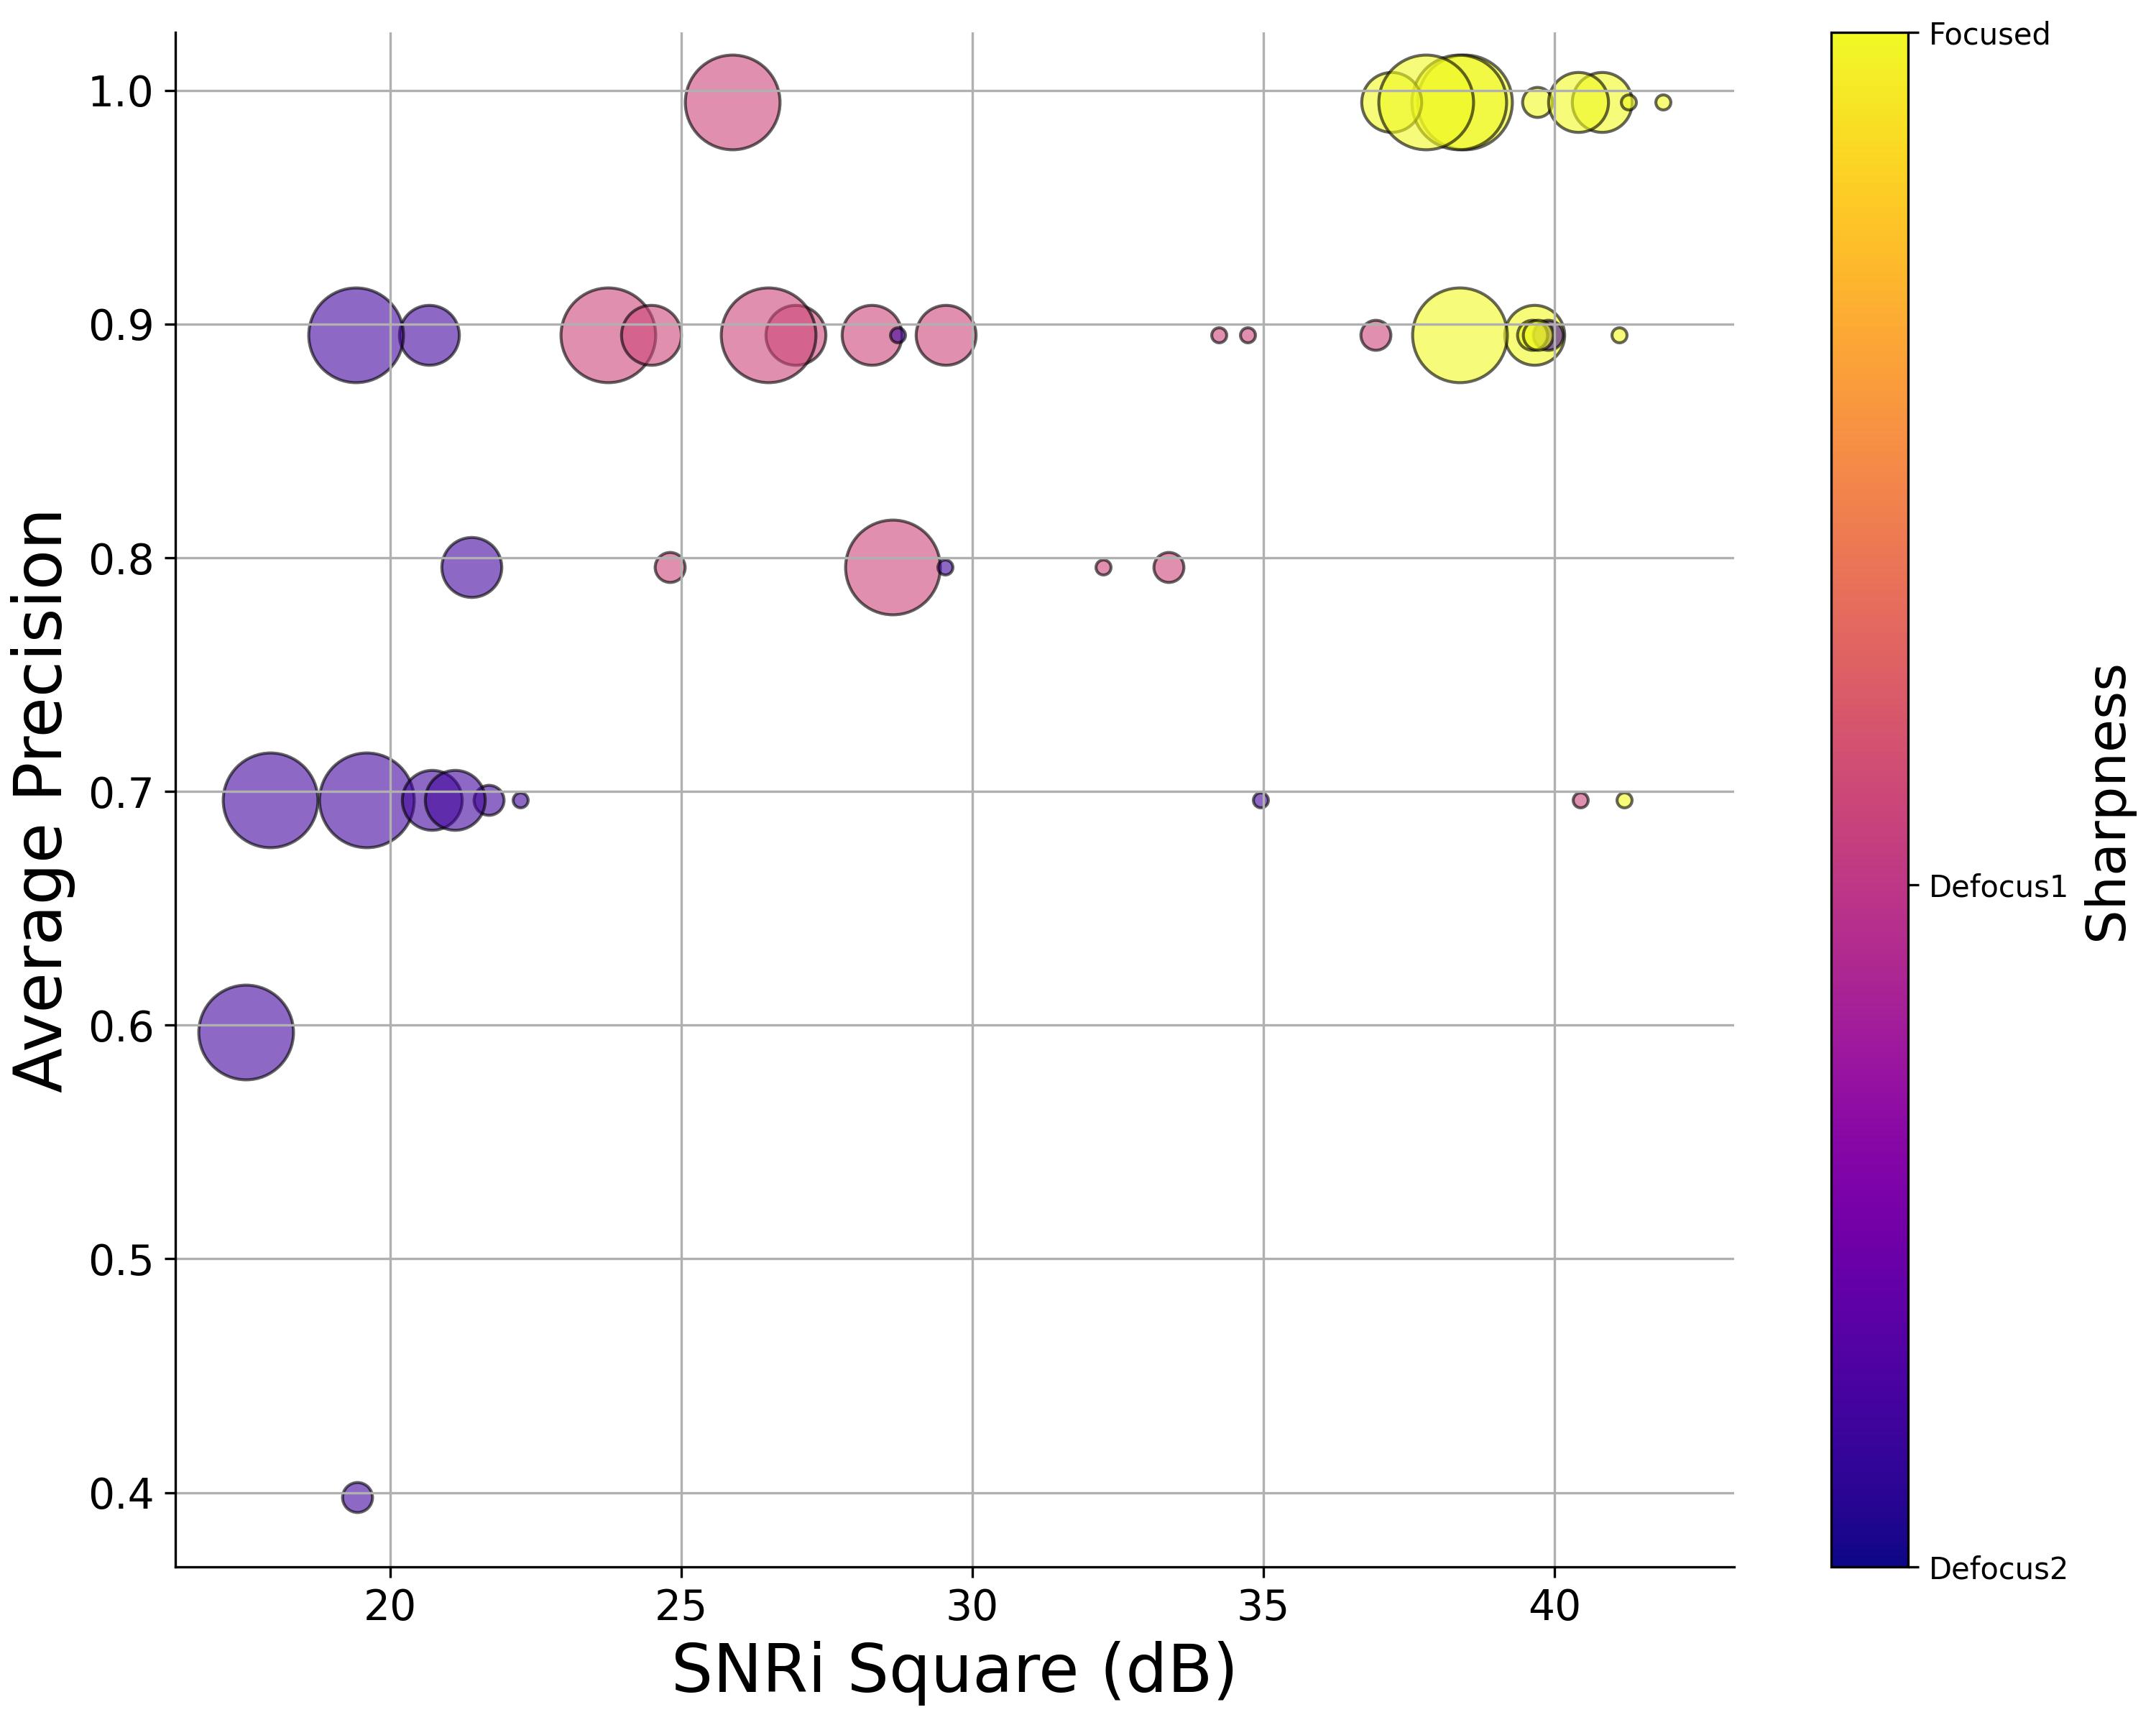 1.0
0.9
0.8
0.7
0.6
0.5
0.4
Average Precision
20 25 30 35 40
SNRi Square (dB)
Focused
Defocus1
Defocus2
Sharpness